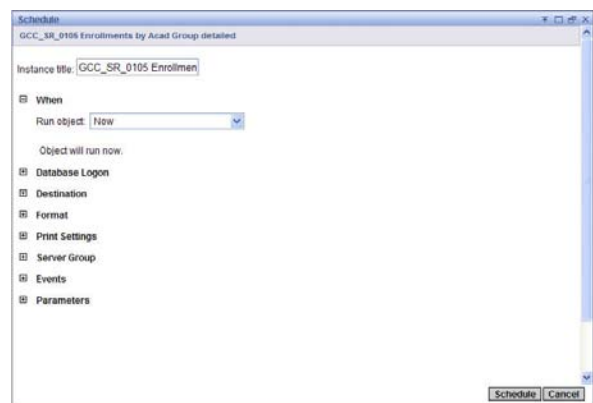 Schedule
GCC_SR_0105 Enrollments by Acad Group detailed
Instance title: GCC_SR_0105 Enrollmen
When
Run object: Now
Object will run now.
Database Logon
Destination
Format
Print Settings
Server Group
Events
Parameters
Schedule Cancel